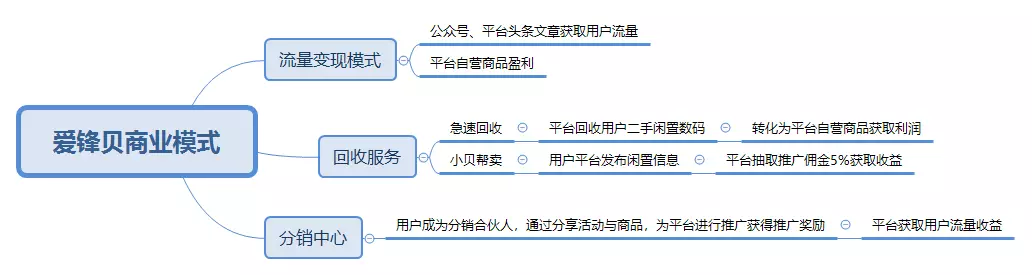 爱锋贝商业模式
流量变现模式
公众号、平台头条文章获取用户流量
平台自营商品盈利
回收服务
急速回收
平台回收用户二手闲置数码
转化为平台自营商品获取利润
小贝帮卖
用户平台发布闲置信息
平台抽取推广佣金5%获取收益
分销中心
用户成为分销合伙人，通过分享活动与商品，为平台进行推广获得推广奖励
平台获取用户流量收益